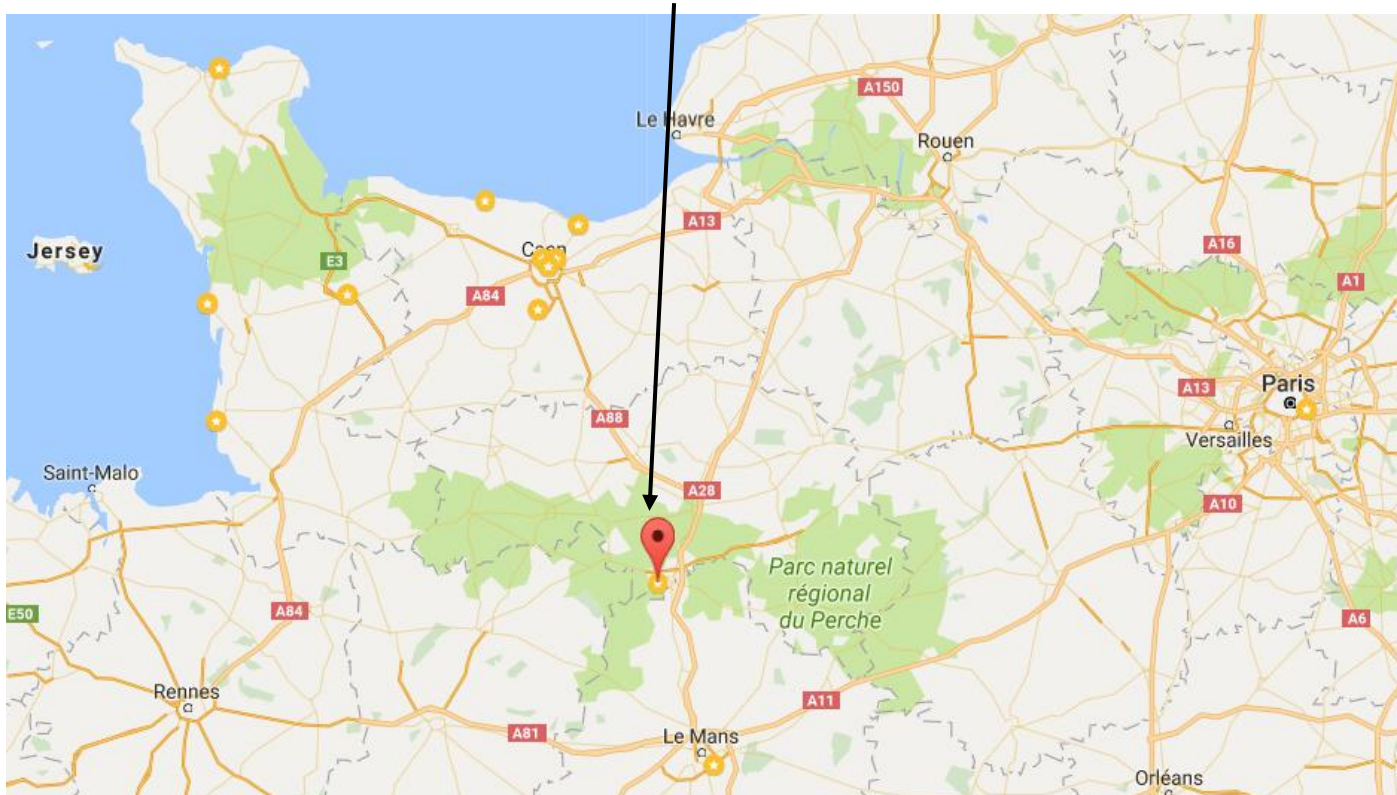 A150
Le Havre
Rouen
A13
A16
Jersey
Caen
E3
A84
A1
A13
Paris
Versailles
A88
Saint-Malo
A28
A10
Parc naturel
régional
du Perche
E50
A84
A6
Rennes
A11
A81
Le Mans
Orléans